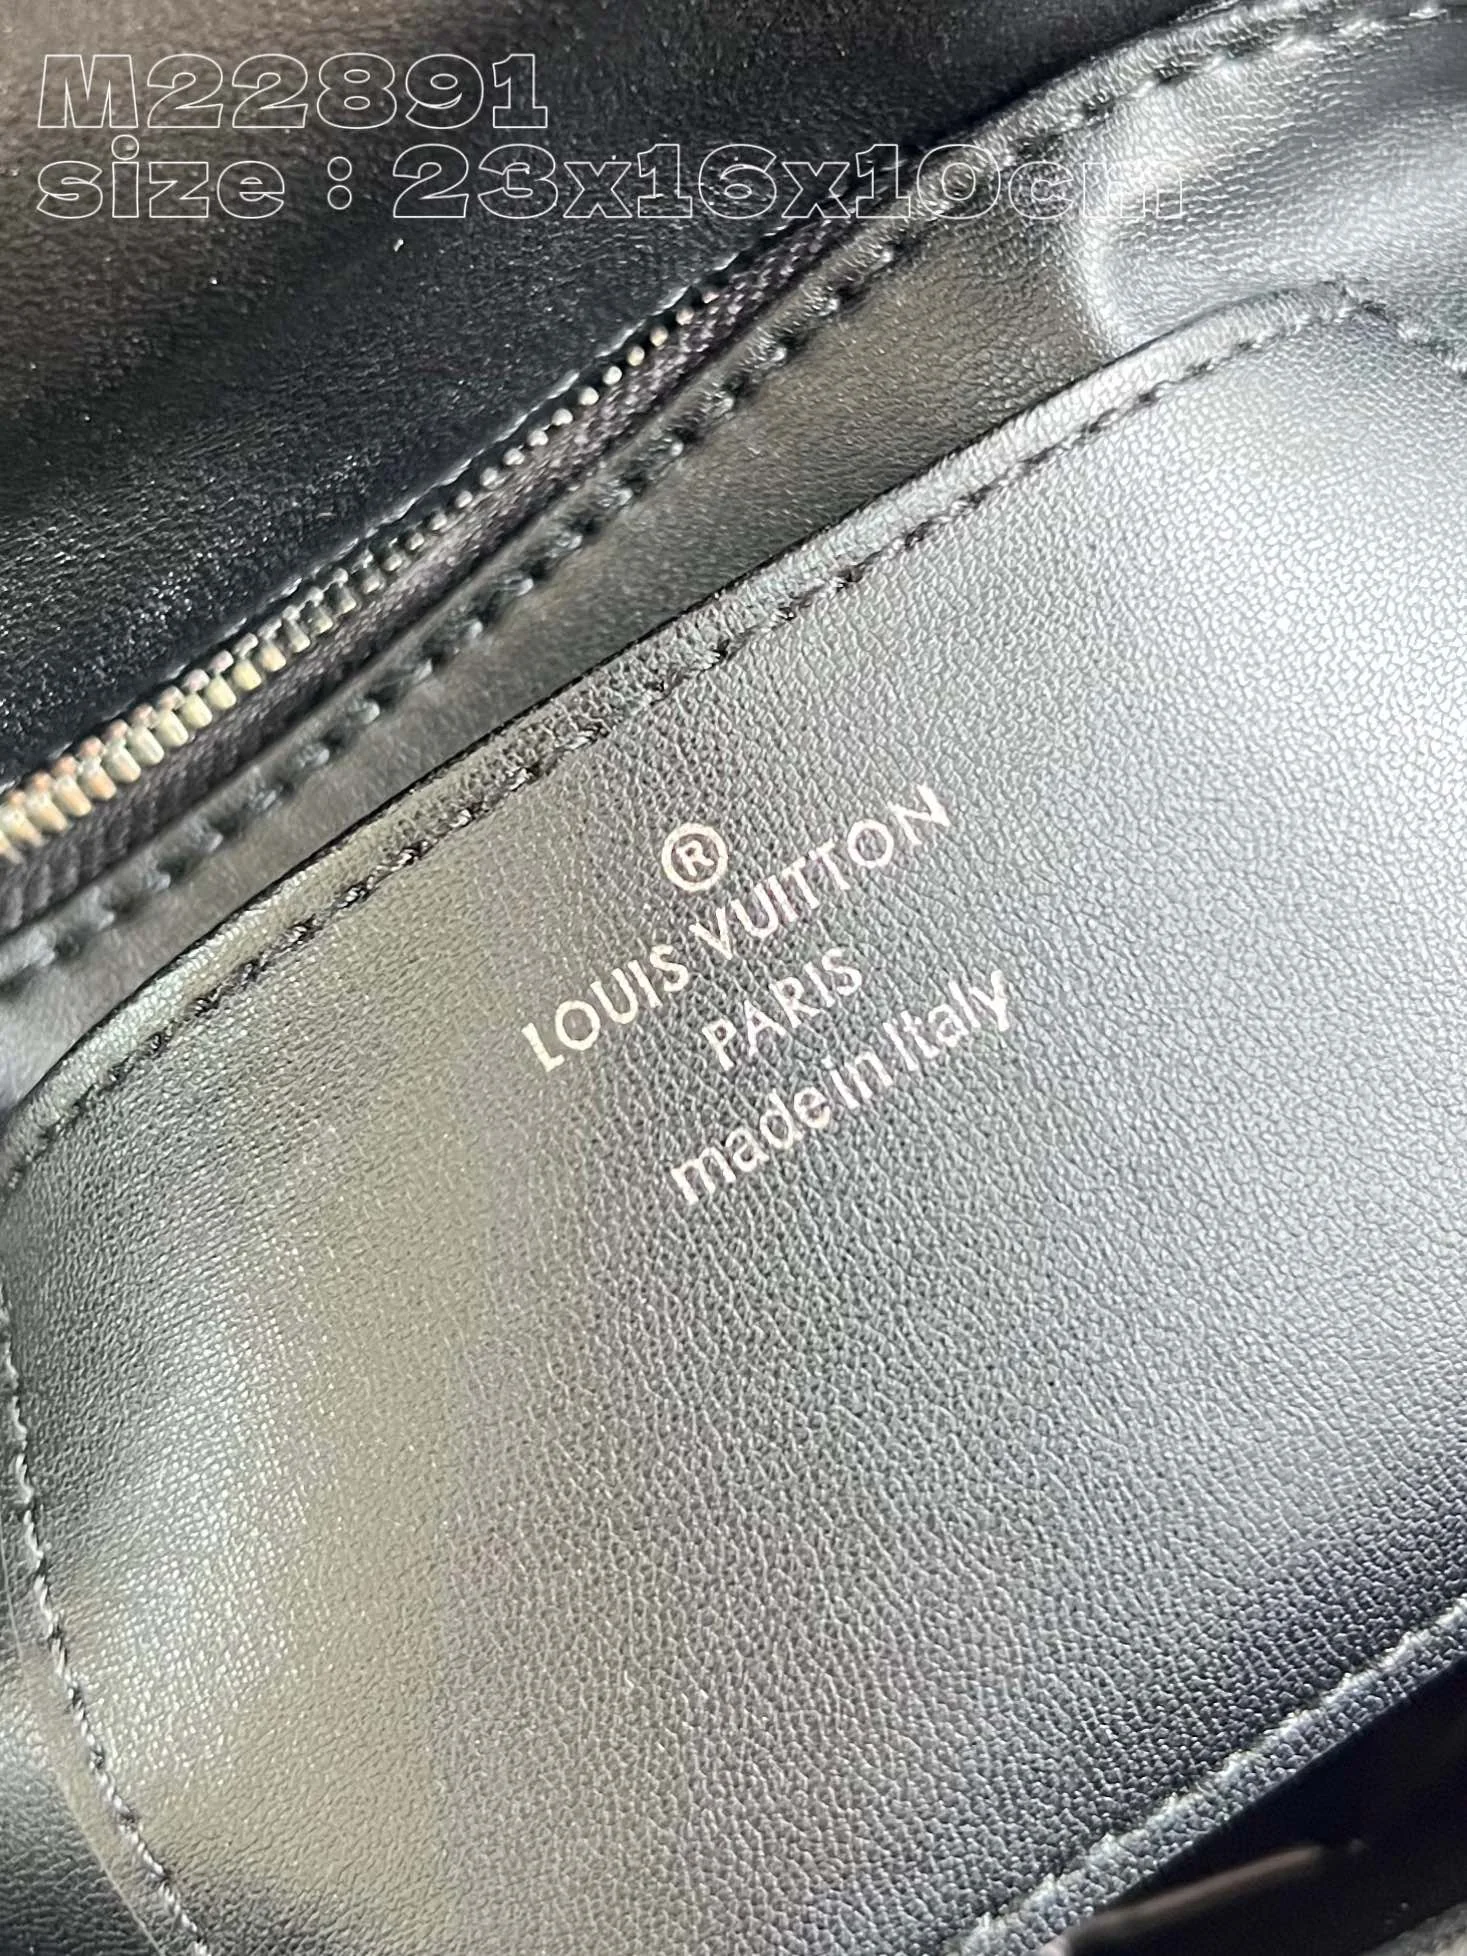 M22891
size : 23x16x10cm
®
LOUIS VUITTON
PARIS
made in Italy